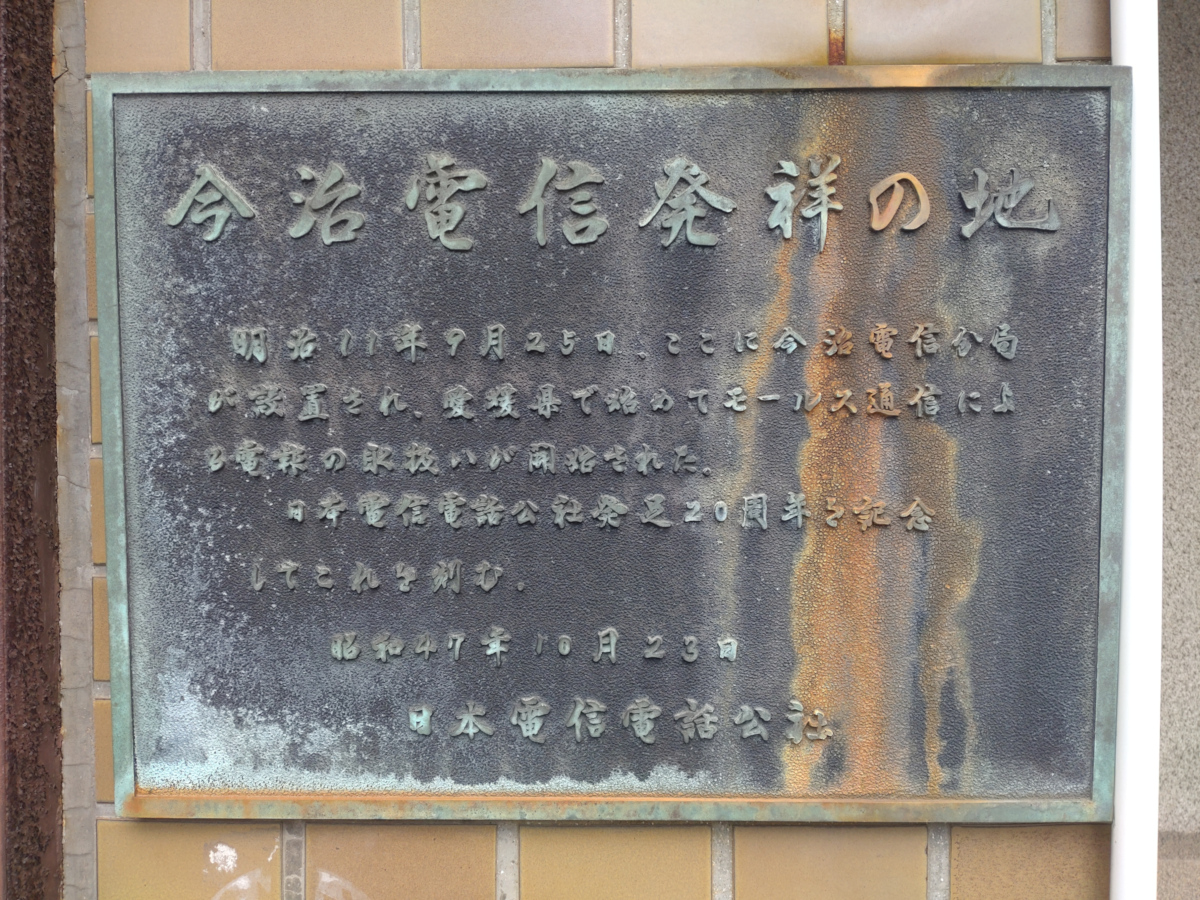 今治電信発祥の地
明治11年9月25日、ここに今治電信分局
が設置され、愛媛県で始めてモールス通信によ
る電報の取扱いが開始された。
日本電信電話公社発足20周年を記念
してこれを刻む。
昭和47年10月23日
日本電信電話公社